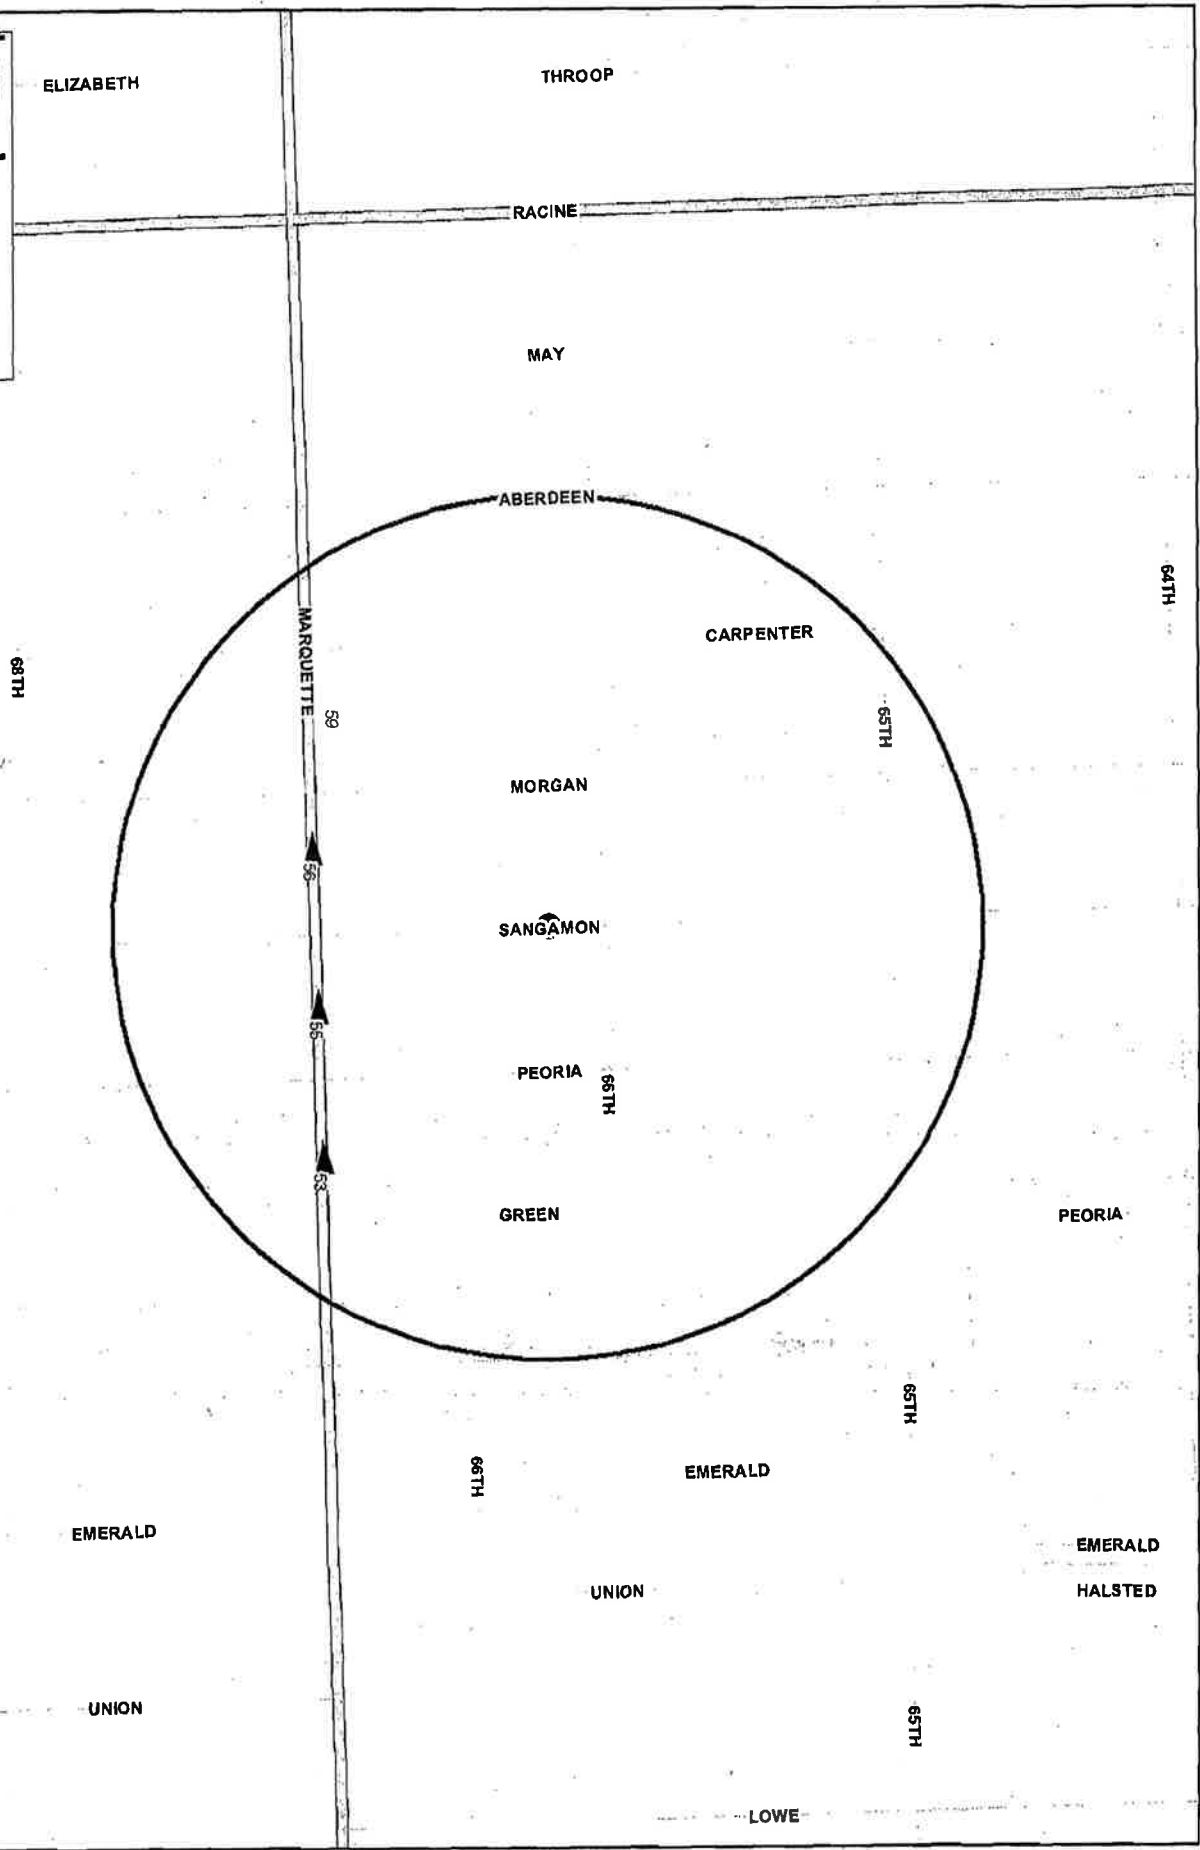 ELIZABETH
THROOP
RACINE
MAY
ABERDEEN
64TH
CARPENTER
MARQUETTE
68TH
59
65TH
MORGAN
56
SANGAMON
55
PEORIA
66TH
53
GREEN
PEORIA
65TH
66TH
EMERALD
EMERALD
EMERALD
UNION
HALSTED
UNION
65TH
LOWE